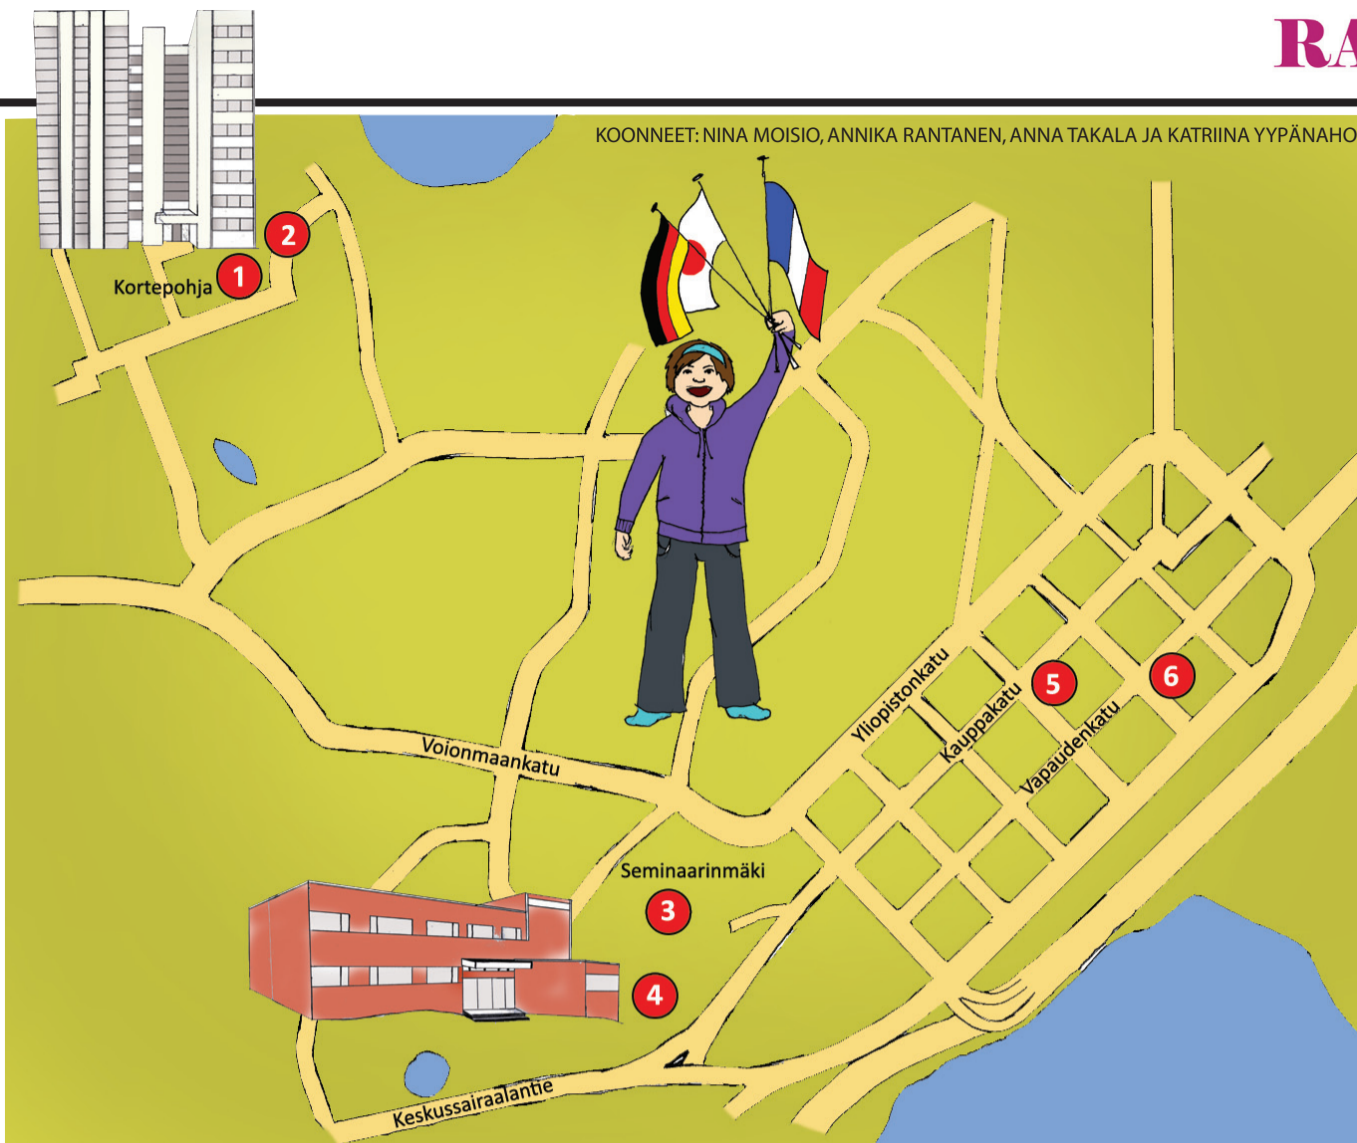 RA
KOONNEET: NINA MOISIO, ANNIKA RANTANEN, ANNA TAKALA JA KATRIINA YYPÄNAHO
2
Kortepohja 1
Yliopistonkatu
Kauppakatu
5
6
Vapaudenkatu
Voionmaankatu
Seminaarinmäki
3
4
Keskussairaalantie